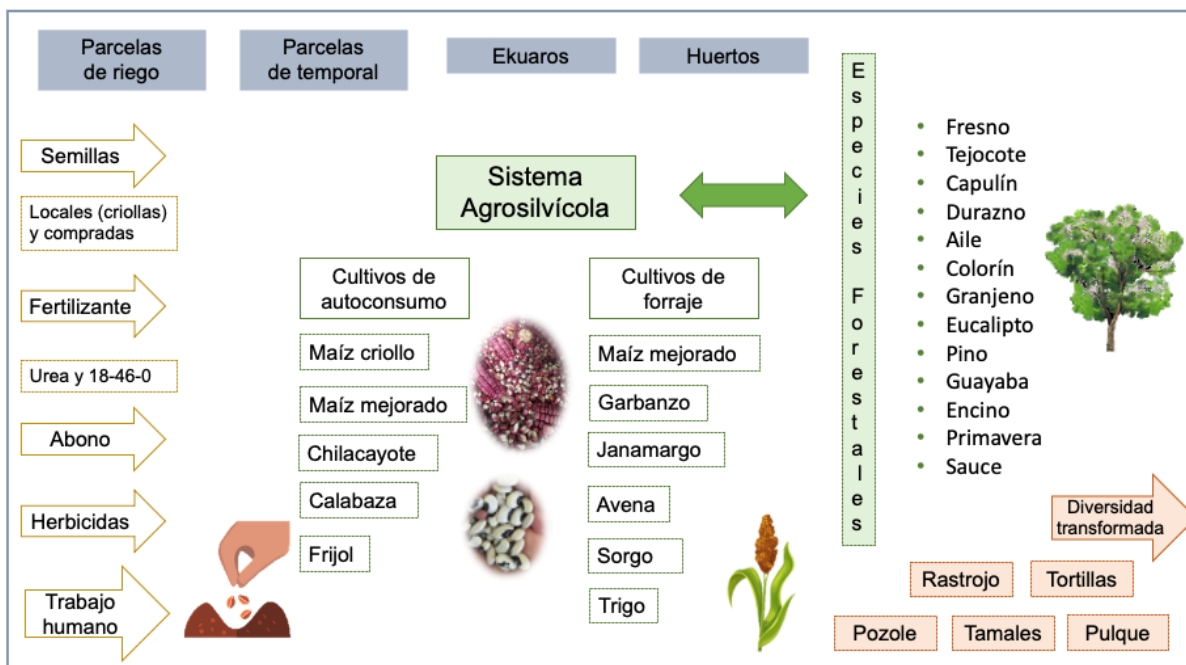 Parcelas
de riego
Parcelas
de temporal
Ekuaros
Huertos
Semillas
Locales (criollas)
y compradas
Fertilizante
Urea y 18-46-0
Abono
Herbicidas
Trabajo
humano
Sistema
Agrosilvícola
Cultivos de
autoconsumo
Maíz criollo
Maíz mejorado
Chilacayote
Calabaza
Frijol
Cultivos de
forraje
Maíz mejorado
Garbanzo
Janamargo
Avena
Sorgo
Trigo
Especies Forestales
• Fresno
• Tejocote
• Capulín
• Durazno
• Aile
• Colorín
• Granjeno
• Eucalipto
• Pino
• Guayaba
• Encino
• Primavera
• Sauce
Diversidad
transformada
Rastrojo
Tortillas
Pozole
Tamales
Pulque